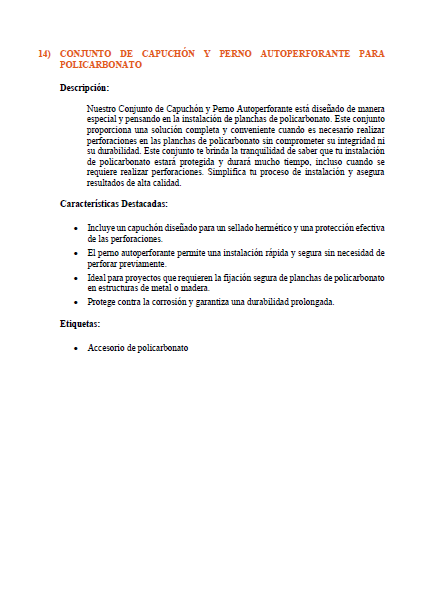 14) CONJUNTO DE CAPUCHÓN Y PERNO AUTOPERFORANTE PARA
POLICARBONATO
Descripción:
Nuestro Conjunto de Capuchón y Perno Autoperforante está diseñado de manera
especial y pensando en la instalación de planchas de policarbonato. Este conjunto
proporciona una solución completa y conveniente cuando es necesario realizar
perforaciones en las planchas de policarbonato sin comprometer su integridad ni
su durabilidad. Este conjunto te brinda la tranquilidad de saber que tu instalación
de policarbonato estará protegida y durará mucho tiempo, incluso cuando se
requiere realizar perforaciones. Simplifica tu proceso de instalación y asegura
resultados de alta calidad.
Características Destacadas:
• Incluye un capuchón diseñado para un sellado hermético y una protección efectiva
de las perforaciones.
• El perno autoperforante permite una instalación rápida y segura sin necesidad de
perforar previamente.
• Ideal para proyectos que requieren la fijación segura de planchas de policarbonato
en estructuras de metal o madera.
• Protege contra la corrosión y garantiza una durabilidad prolongada.
Etiquetas:
• Accesorio de policarbonato